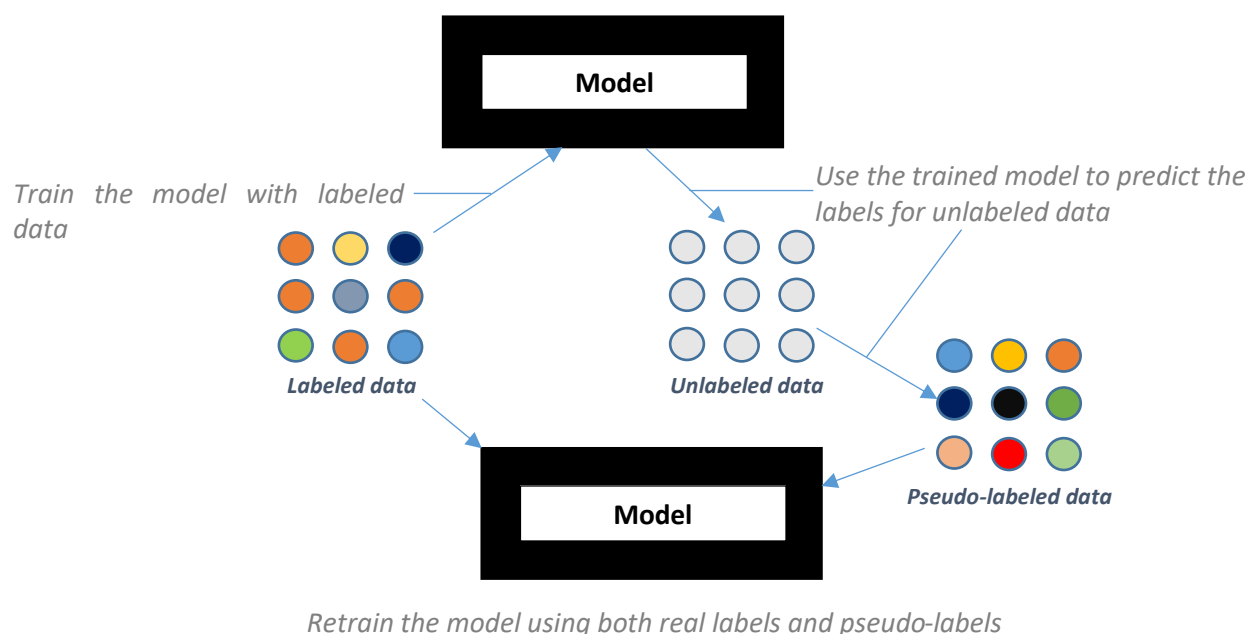 Model
Train the model with labeled
data
Use the trained model to predict the
labels for unlabeled data
Labeled data
Unlabeled data
Pseudo-labeled data
Model
Retrain the model using both real labels and pseudo-labels